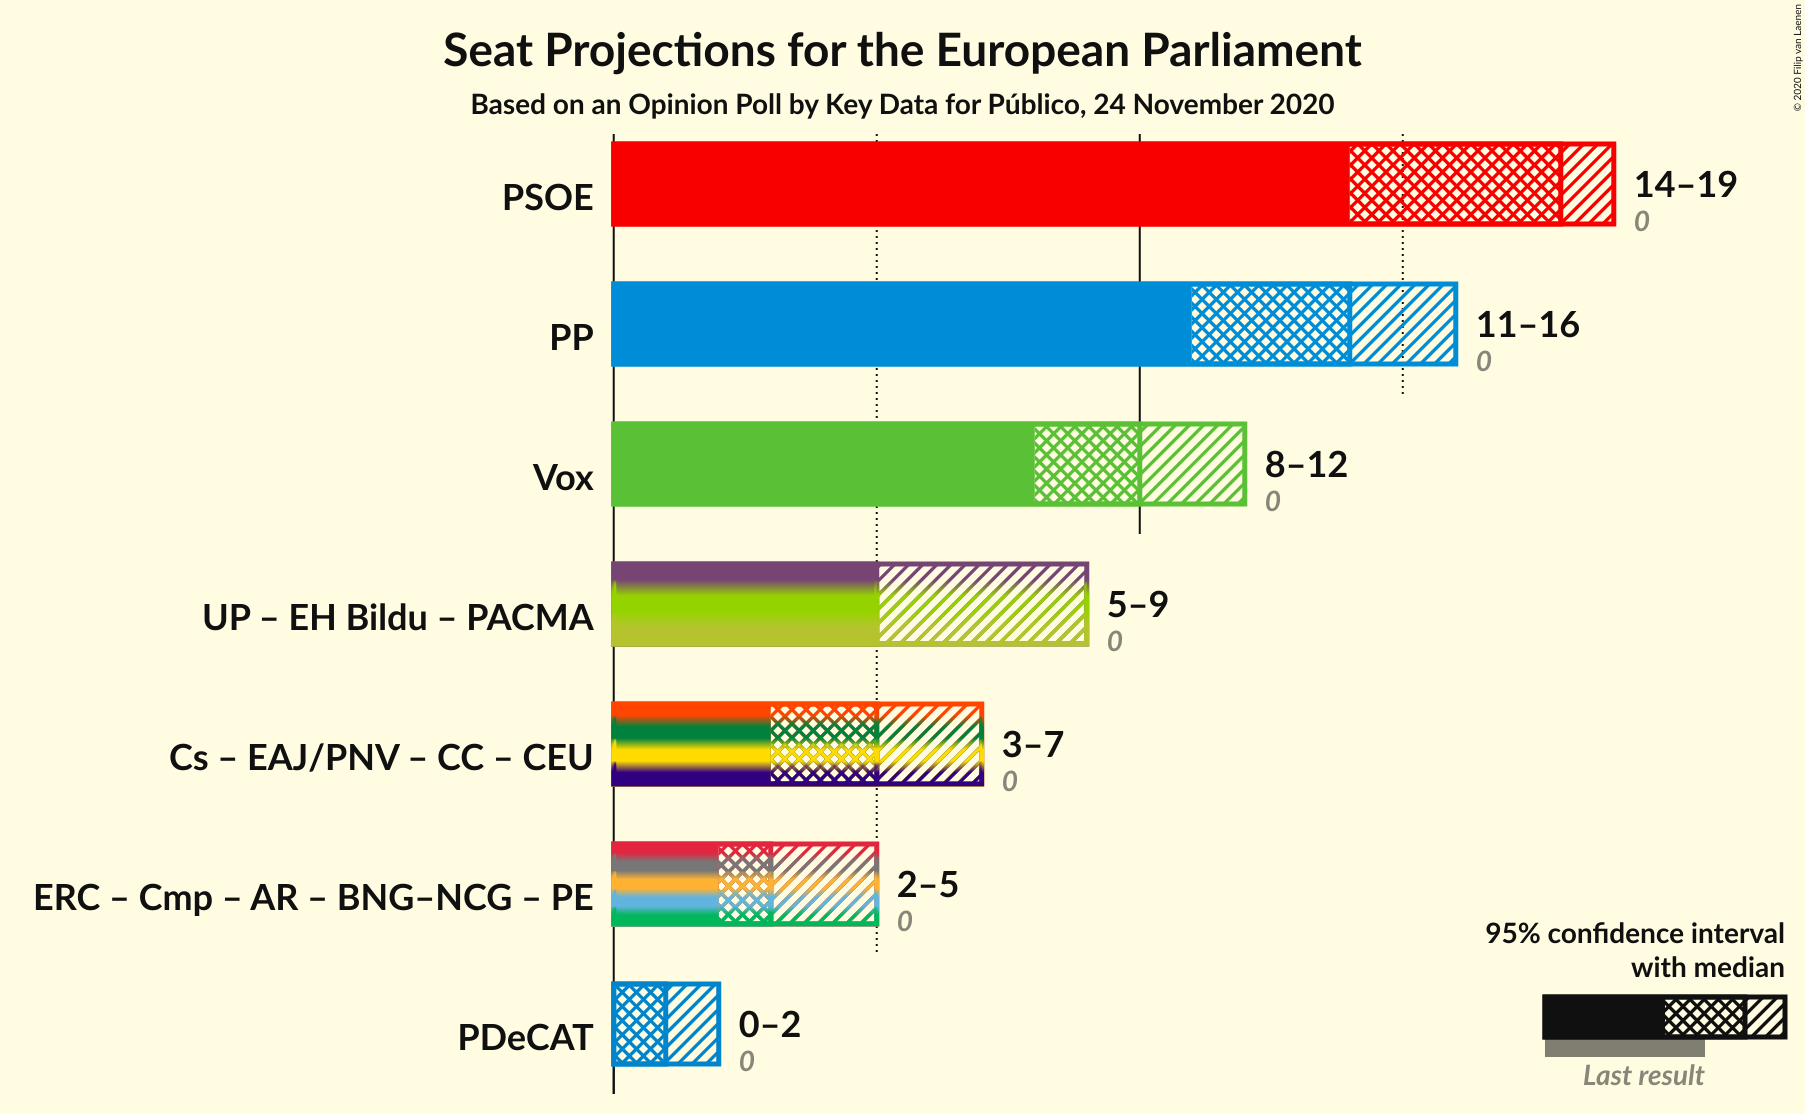 Seat Projections for the European Parliament
Based on an Opinion Poll by Key Data for Público, 24 November 2020
© 2020 Filip van Laenen
PSOE
14–19
0
PP
11–16
0
Vox
8–12
0
UP – EH Bildu – PACMA
5–9
0
Cs – EAJ/PNV – CC – CEU
3–7
0
ERC – Cmp – AR – BNG–NCG – PE
2–5
0
PDeCAT
0–2
0
95% confidence interval
with median
Last result